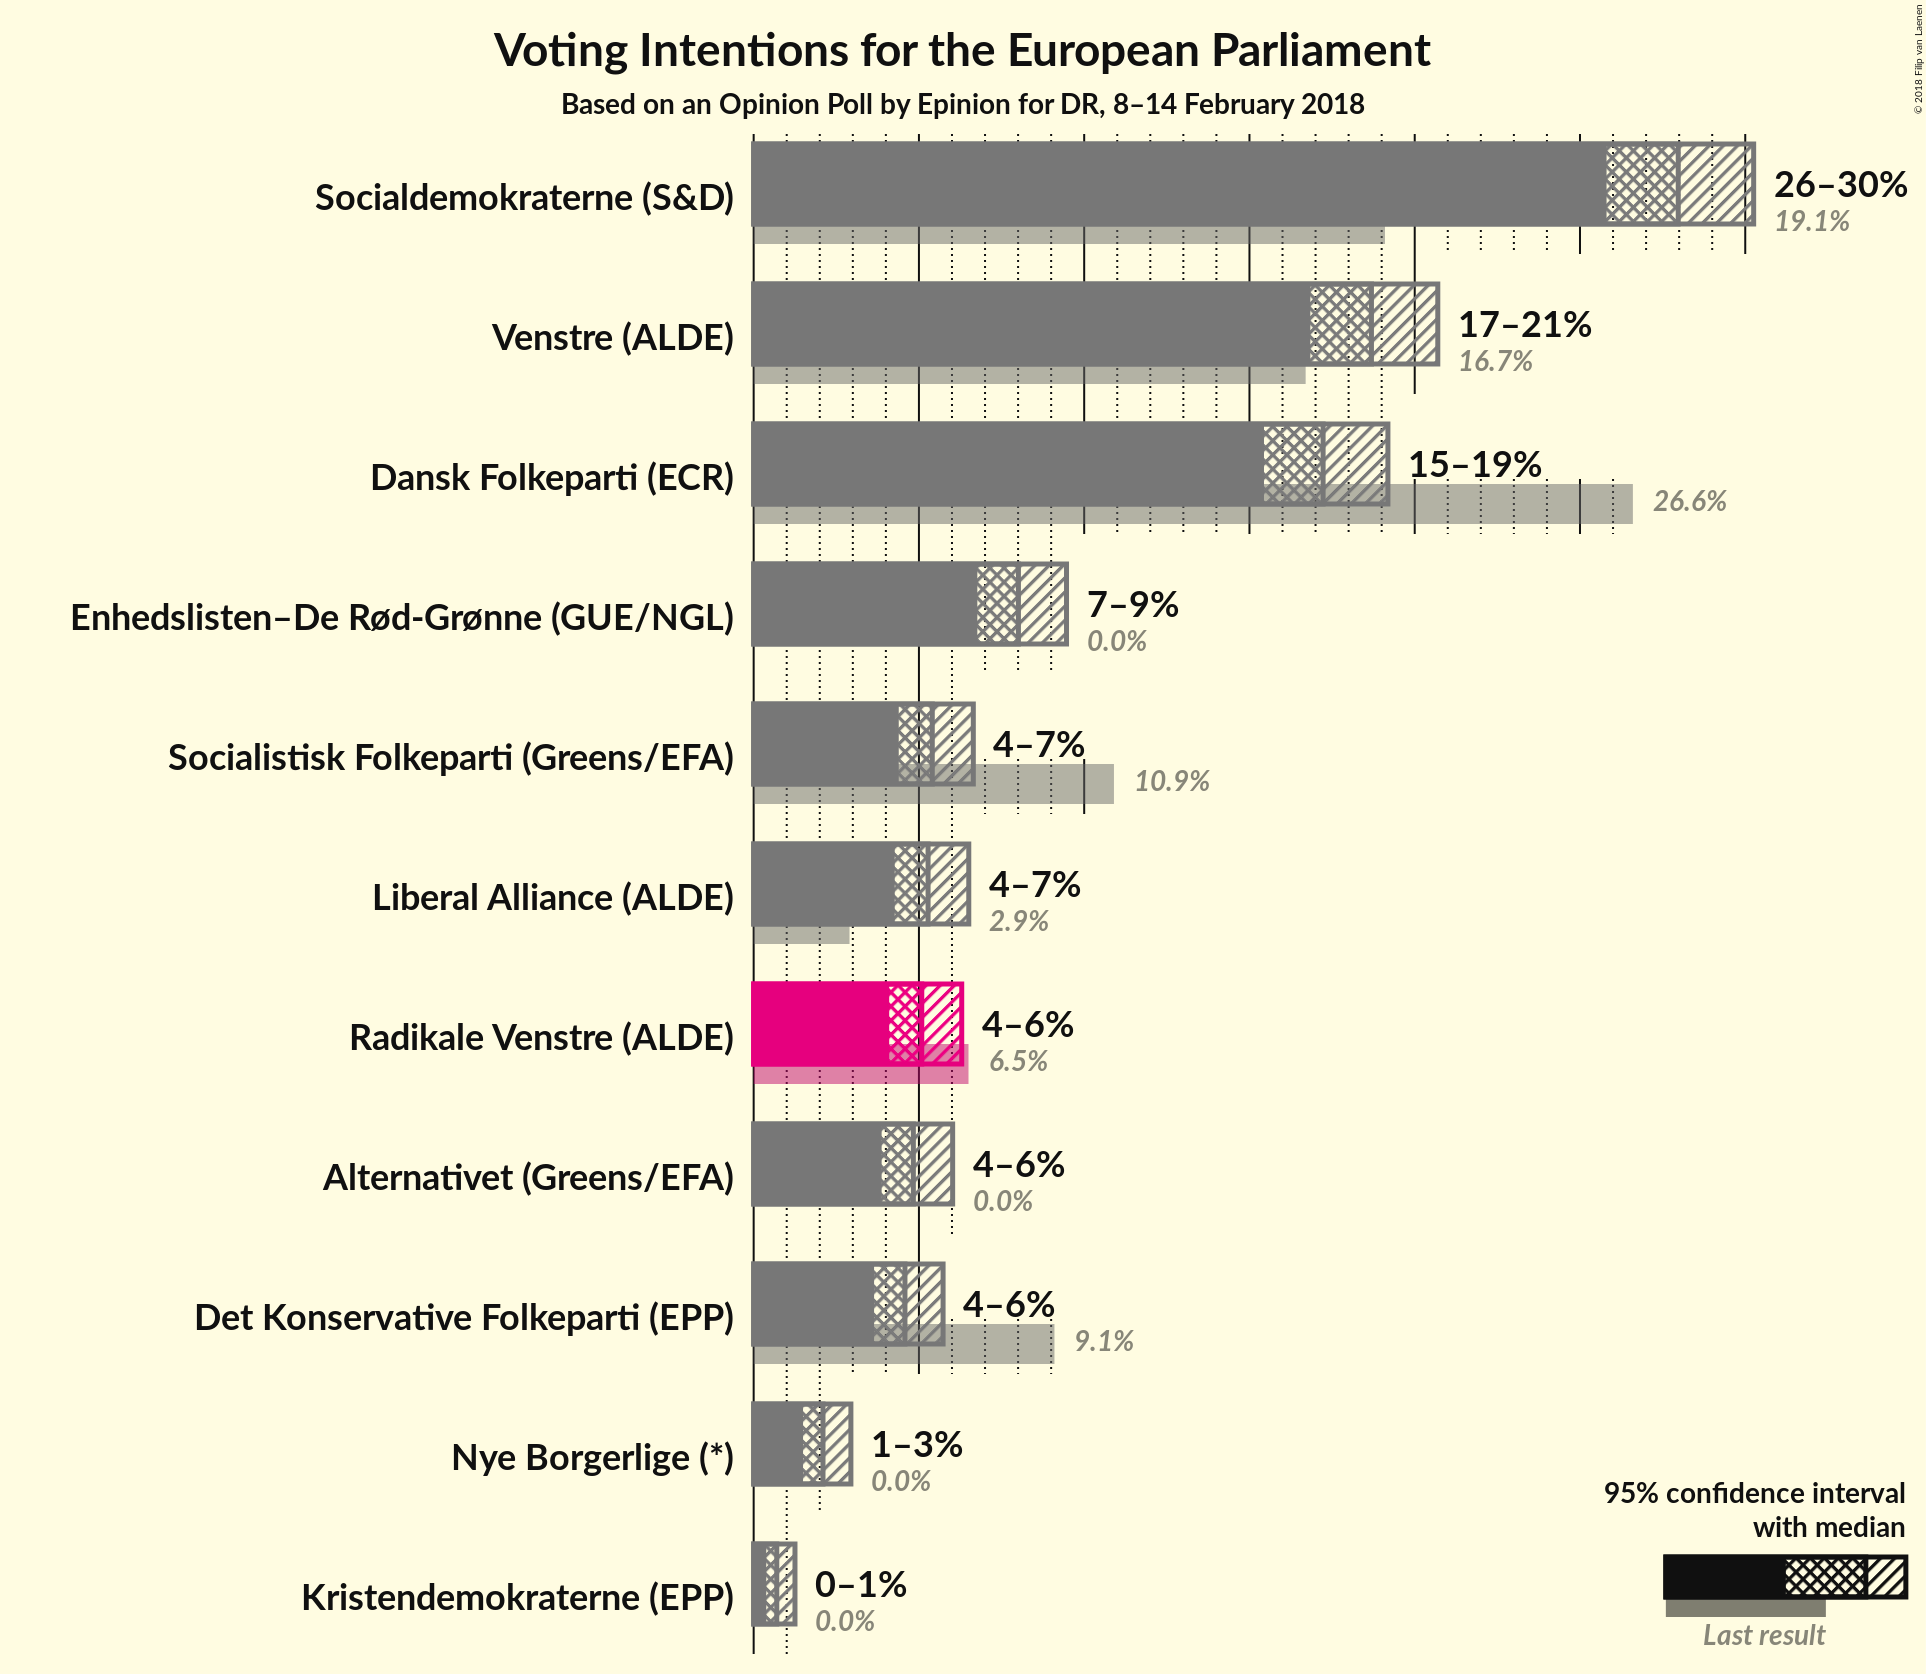 Voting Intentions for the European Parliament
Based on an Opinion Poll by Epinion for DR, 8–14 February 2018
© 2018 Filip van Laenen
Socialdemokraterne (S&D)
26–30%
19.1%
Venstre (ALDE)
17–21%
16.7%
Dansk Folkeparti (ECR)
15–19%
26.6%
Enhedslisten–De Rød-Grønne (GUE/NGL)
7–9%
0.0%
Socialistisk Folkeparti (Greens/EFA)
4–7%
10.9%
Liberal Alliance (ALDE)
4–7%
2.9%
Radikale Venstre (ALDE)
4–6%
6.5%
Alternativet (Greens/EFA)
4–6%
0.0%
Det Konservative Folkeparti (EPP)
4–6%
9.1%
Nye Borgerlige (*)
1–3%
0.0%
Kristendemokraterne (EPP)
0–1%
0.0%
95% confidence interval
with median
Last result